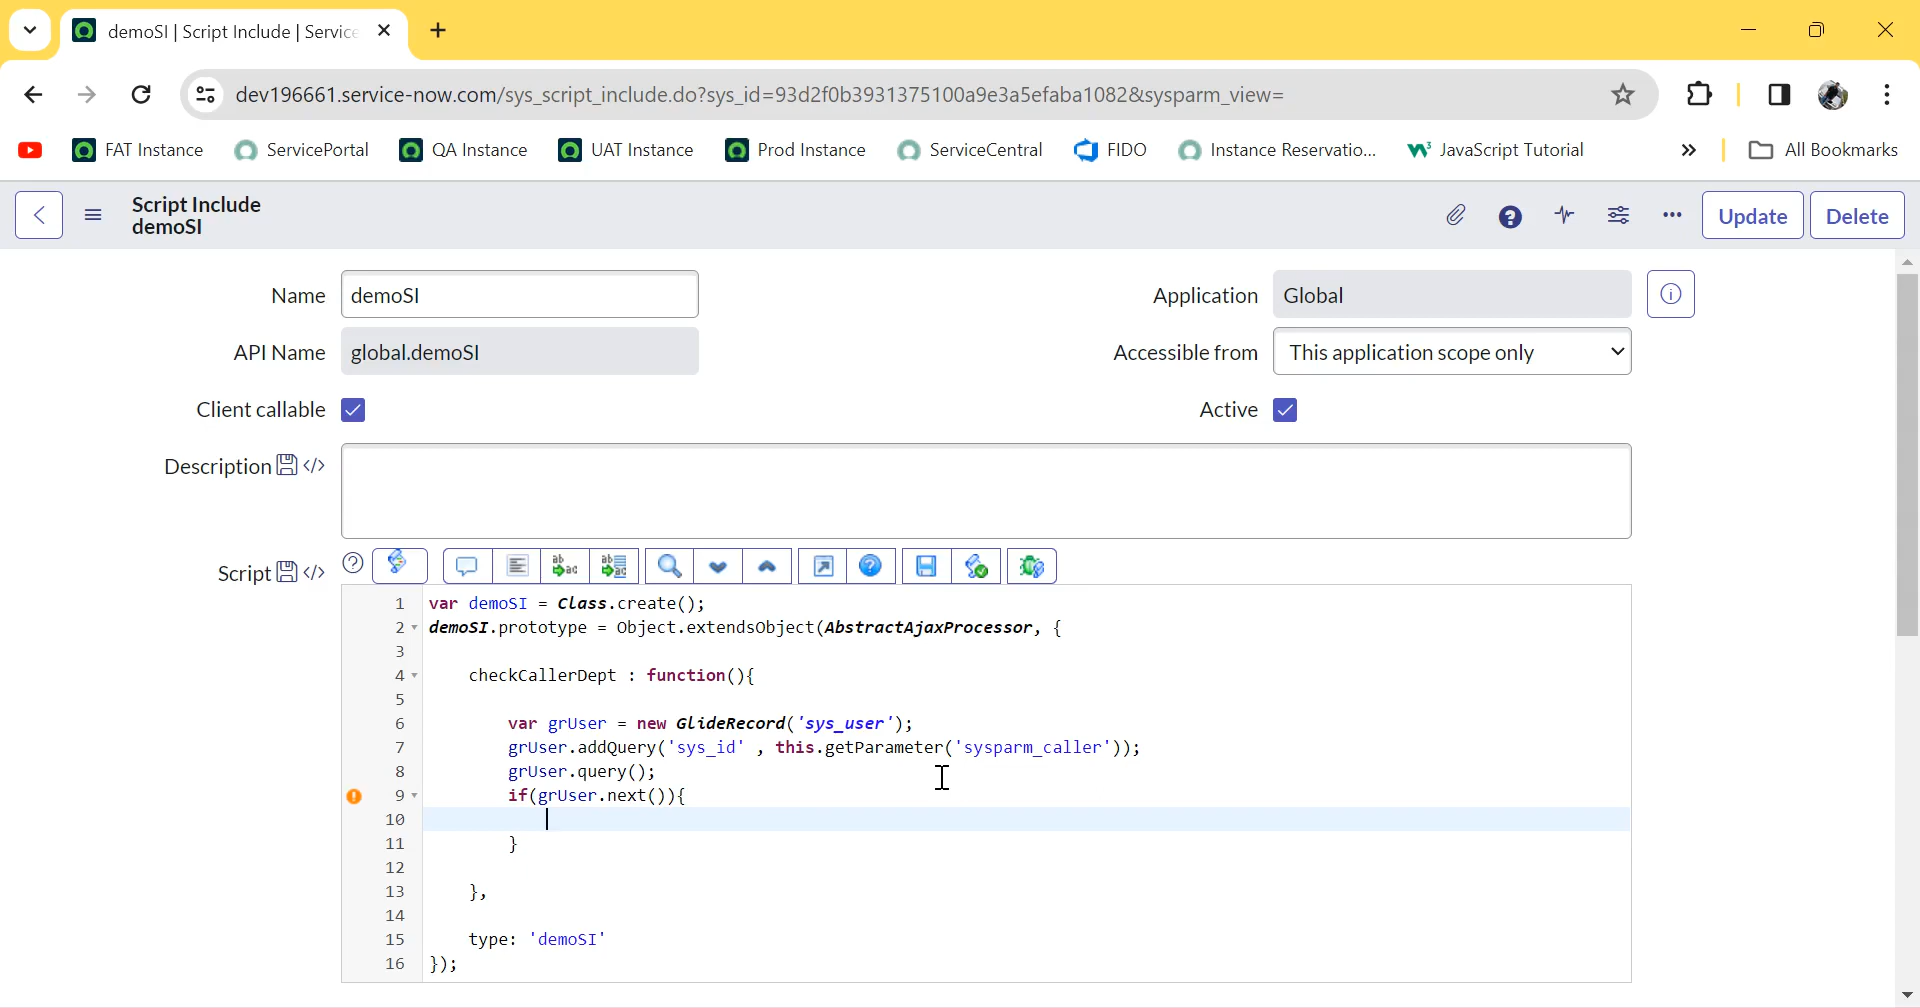 demoSI | Script Include | Service
dev196661.service-now.com/sys_script_include.do?sys_id=93d2f0b3931375100a9e3a5efaba1082&sysparm_view=
FAT Instance ServicePortal QA Instance UAT Instance Prod Instance ServiceCentral FIDO Instance Reservatio... JavaScript Tutorial » All Bookmarks
Script Include
demoSI
Update Delete
Name demoSI Application Global
API Name global.demoSI Accessible from This application scope only
Client callable Active
Description </>
Script </>
1 var demoSI = Class.create();
2 demoSI.prototype = Object.extendsObject(AbstractAjaxProcessor, {
3
4 checkCallerDept : function(){
5
6 var grUser = new GlideRecord('sys_user');
7 grUser.addQuery('sys_id' , this.getParameter('sysparm_caller'));
8 grUser.query();
9 if(grUser.next()){
10
11 }
12
13 },
14
15 type: 'demoSI'
16 });